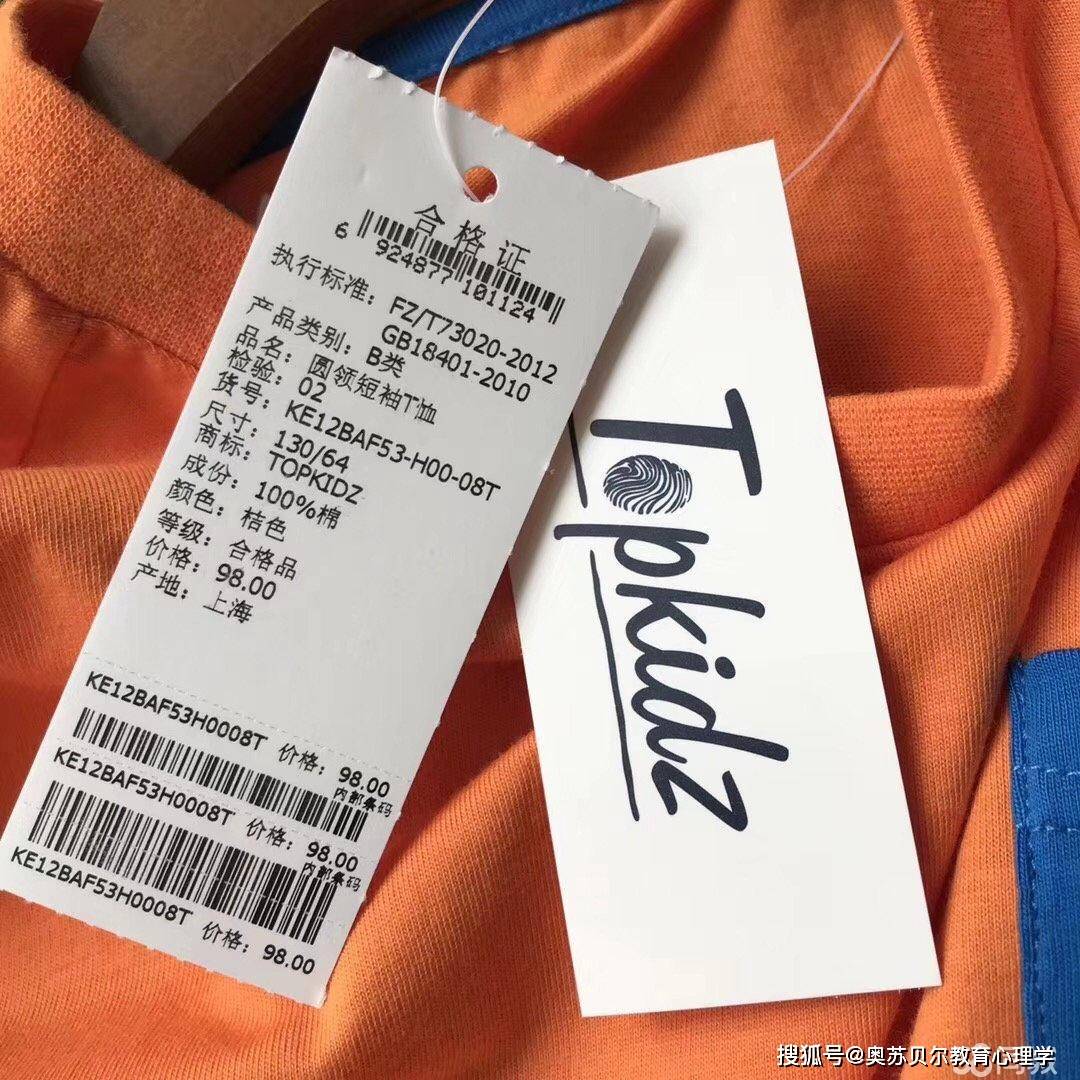 合格证
6 924877 101124
执行标准: FZ/T73020-2012
GB18401-2010
产品类别: B类
品名: 圆领短袖T恤
检验: 02
货号: KE12BAF53-H00-08T
尺寸: 130/64
商标: TOPKIDZ
成份: 100%棉
颜色: 桔色
等级: 合格品
价格: 98.00
产地: 上海
KE12BAF53H0008T 价格: 98.00
内部条码
KE12BAF53H0008T 价格: 98.00
内部条码
KE12BAF53H0008T 价格: 98.00
Topkidz
搜狐号@奥苏贝尔教育心理学